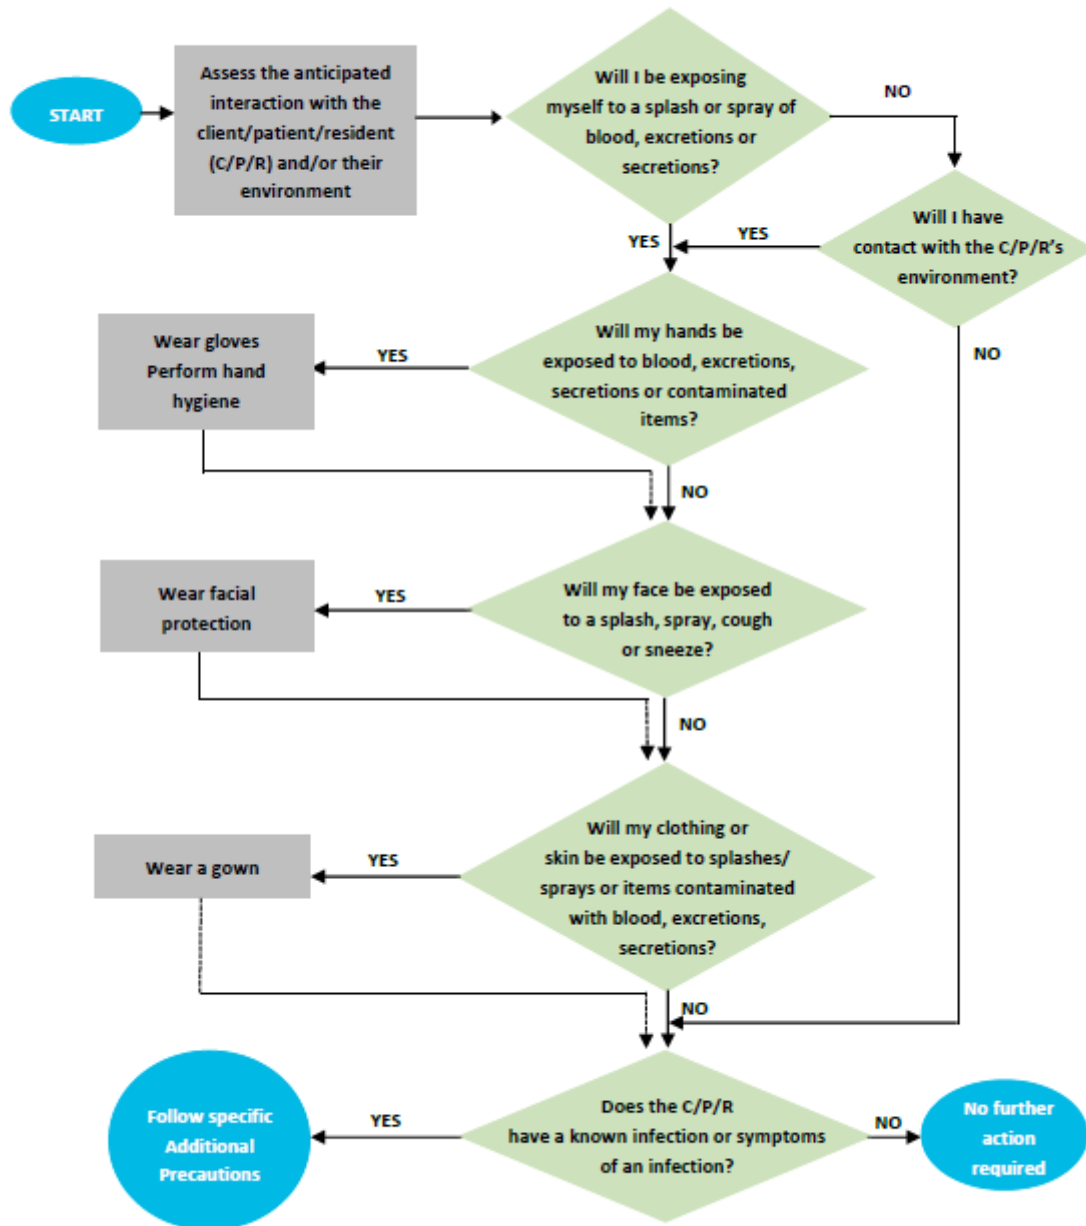 START
Assess the anticipated
interaction with the
client/patient/resident
(C/P/R) and/or their
environment
Will I be exposing
myself to a splash or spray of
blood, excretions or
secretions?
NO
Will I have
contact with the C/P/R's
environment?
YES
YES
NO
Will my hands be
exposed to blood, excretions,
secretions or contaminated
items?
YES
Wear gloves
Perform hand
hygiene
NO
Will my face be exposed
to a splash, spray, cough
or sneeze?
YES
Wear facial
protection
NO
Will my clothing or
skin be exposed to splashes/
sprays or items contaminated
with blood, excretions,
secretions?
YES
Wear a gown
NO
Does the C/P/R
have a known infection or symptoms
of an infection?
YES
Follow specific
Additional
Precautions
NO
No further
action
required